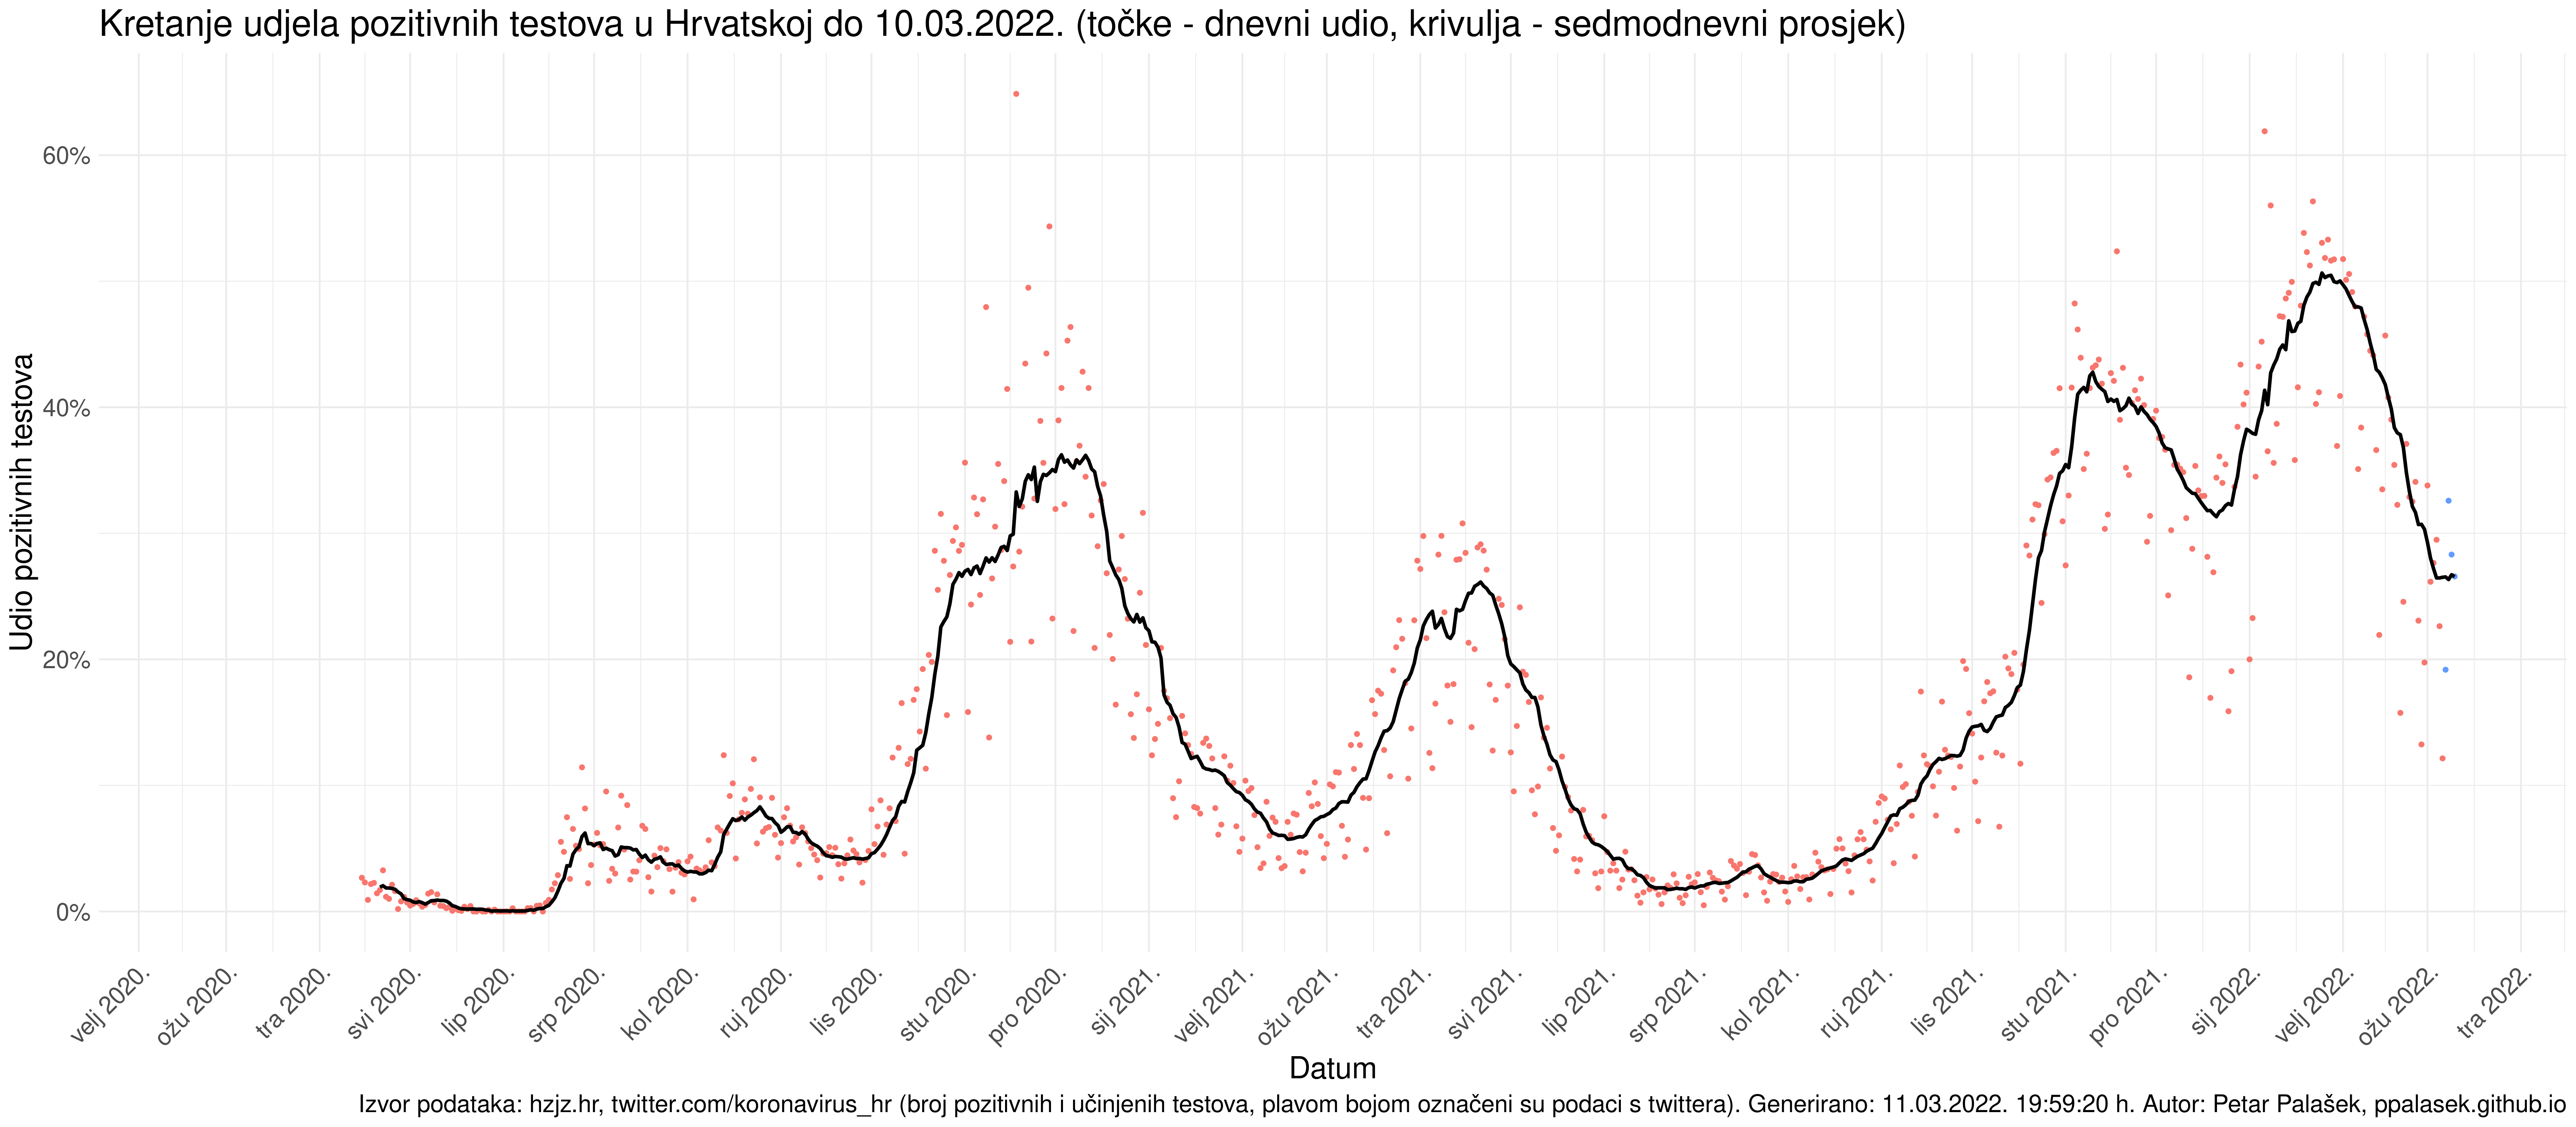 Kretanje udjela pozitivnih testova u Hrvatskoj do 10.03.2022. (točke - dnevni udio, krivulja - sedmodnevni prosjek)
Udio pozitivnih testova
60%
40%
20%
0%
velj 2020.
ožu 2020.
tra 2020.
svi 2020.
lip 2020.
srp 2020.
kol 2020.
ruj 2020.
lis 2020.
stu 2020.
pro 2020.
sij 2021.
velj 2021.
ožu 2021.
tra 2021.
svi 2021.
lip 2021.
srp 2021.
kol 2021.
ruj 2021.
lis 2021.
stu 2021.
pro 2021.
sij 2022.
velj 2022.
ožu 2022.
tra 2022.
Datum
Izvor podataka: hzjz.hr, twitter.com/koronavirus_hr (broj pozitivnih i učinjenih testova, plavom bojom označeni su podaci s twittera). Generirano: 11.03.2022. 19:59:20 h. Autor: Petar Palašek, ppalasek.github.io